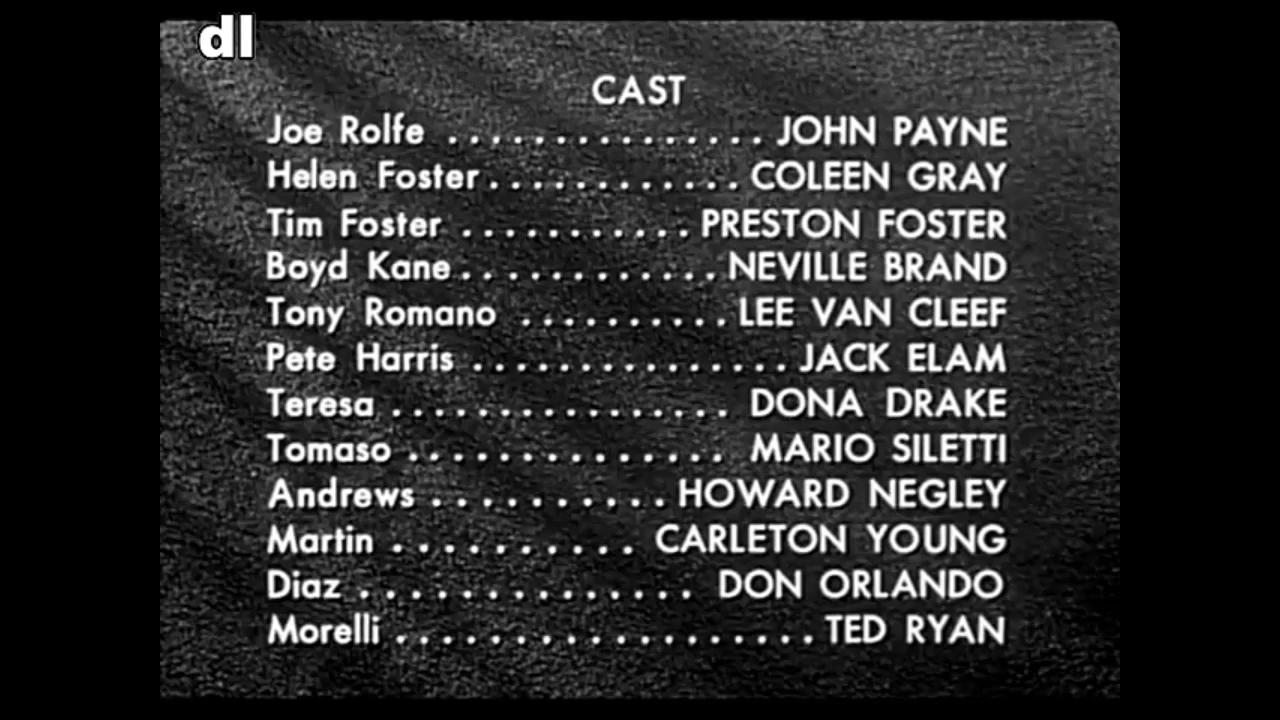 dl
CAST
Joe Rolfe ............... JOHN PAYNE
Helen Foster ............ COLEEN GRAY
Tim Foster ........... PRESTON FOSTER
Boyd Kane ............ NEVILLE BRAND
Tony Romano .......... LEE VAN CLEEF
Pete Harris ............... JACK ELAM
Teresa ................. DONA DRAKE
Tomaso ............... MARIO SILETTI
Andrews .......... HOWARD NEGLEY
Martin .......... CARLETON YOUNG
Diaz .............. DON ORLANDO
Morelli .................. TED RYAN